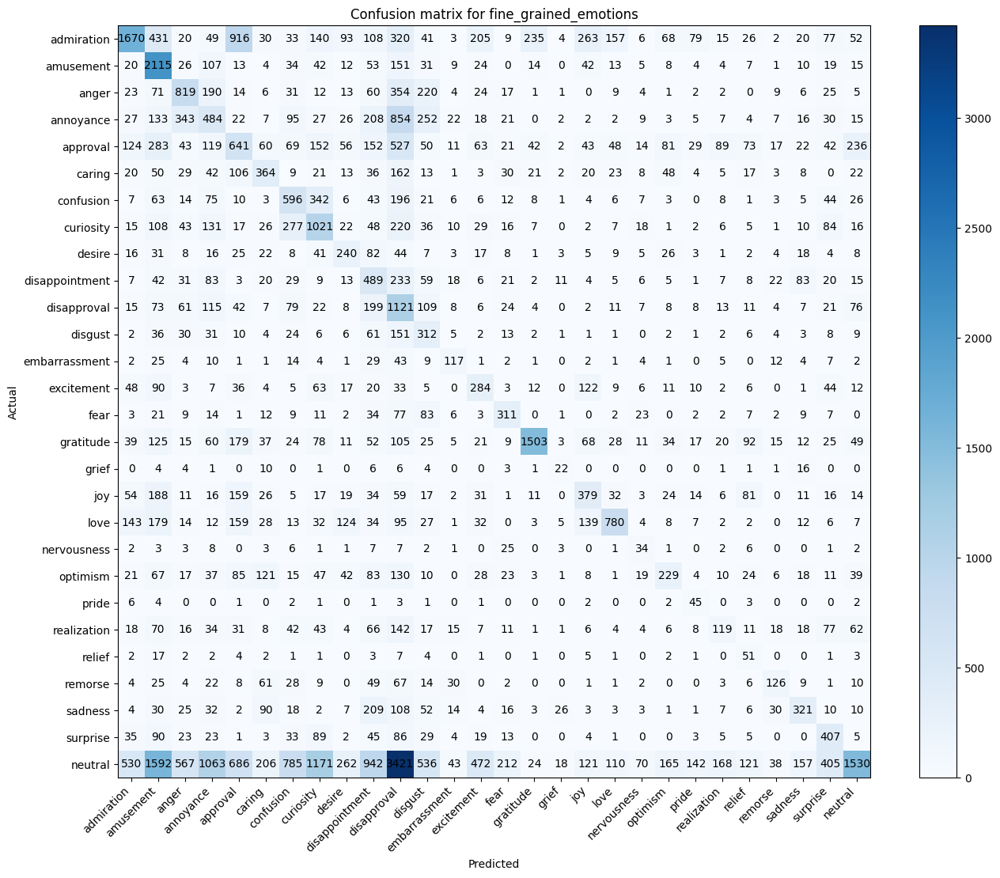 Confusion matrix for fine_grained_emotions
admiration 1670 431 20 49 916 30 33 140 93 108 320 41 3 205 9 235 4 263 157 6 68 79 15 26 2 20 77 52
amusement 20 2115 26 107 13 4 34 42 12 53 151 31 9 24 0 14 0 42 13 5 8 4 4 7 1 10 19 15
anger 23 71 819 190 14 6 31 12 13 60 354 220 4 24 17 1 1 0 9 4 1 2 2 0 9 6 25 5
annoyance 27 133 343 484 22 7 95 27 26 208 854 252 22 18 21 0 2 2 2 9 3 5 7 4 7 16 30 15
approval 124 283 43 119 641 60 69 152 56 152 527 50 11 63 21 42 2 43 48 14 81 29 89 73 17 22 42 236
caring 20 50 29 42 106 364 9 21 13 36 162 13 1 3 30 21 2 20 23 8 48 4 5 17 3 8 0 22
confusion 7 63 14 75 10 3 596 342 6 43 196 21 6 6 12 8 1 4 6 7 3 0 8 1 3 5 44 26
curiosity 15 108 43 131 17 26 277 1021 22 48 220 36 10 29 16 7 0 2 7 18 1 2 6 5 1 10 84 16
desire 16 31 8 16 25 22 8 41 240 82 44 7 3 17 8 1 3 5 9 5 26 3 1 2 4 18 4 8
disappointment 7 42 31 83 3 20 29 9 13 489 233 59 18 6 21 2 11 4 5 6 5 1 7 8 22 83 20 15
disapproval 15 73 61 115 42 7 79 22 8 199 1121 109 8 6 24 4 0 2 11 7 8 8 13 11 4 7 21 76
disgust 2 36 30 31 10 4 24 6 6 61 151 312 5 2 13 2 1 1 1 0 2 1 2 6 4 3 8 9
embarrassment 2 25 4 10 1 1 14 4 1 29 43 9 117 1 2 1 0 2 1 4 1 0 5 0 12 4 7 2
excitement 48 90 3 7 36 4 5 63 17 20 33 5 0 284 3 12 0 122 9 6 11 10 2 6 0 1 44 12
fear 3 21 9 14 1 12 9 11 2 34 77 83 6 3 311 0 1 0 2 23 0 2 2 7 2 9 7 0
gratitude 39 125 15 60 179 37 24 78 11 52 105 25 5 21 9 1503 3 68 28 11 34 17 20 92 15 12 25 49
grief 0 4 4 1 0 10 0 1 0 6 6 4 0 0 3 1 22 0 0 0 0 0 1 1 1 16 0 0
joy 54 188 11 16 159 26 5 17 19 34 59 17 2 31 1 11 0 379 32 3 24 14 6 81 0 11 16 14
love 143 179 14 12 159 28 13 32 124 34 95 27 1 32 0 3 5 139 780 4 8 7 2 2 0 12 6 7
nervousness 2 3 3 8 0 3 6 1 1 7 7 2 1 0 25 0 3 0 1 34 1 0 2 6 0 0 1 2
optimism 21 67 17 37 85 121 15 47 42 83 130 10 0 28 23 3 1 8 1 19 229 4 10 24 6 18 11 39
pride 6 4 0 0 1 0 2 1 0 1 3 1 0 1 0 0 0 2 0 0 2 45 0 3 0 0 0 2
realization 18 70 16 34 31 8 42 43 4 66 142 17 15 7 11 1 1 6 4 4 6 8 119 11 18 18 77 62
relief 2 17 2 2 4 2 1 1 0 3 7 4 0 1 0 1 0 5 1 0 2 1 0 51 0 0 1 3
remorse 4 25 4 22 8 61 28 9 0 49 67 14 30 0 2 0 0 1 1 2 0 0 3 6 126 9 1 10
sadness 4 30 25 32 2 90 18 2 7 209 108 52 14 4 16 3 26 3 3 3 1 1 7 6 30 321 10 10
surprise 35 90 23 23 1 3 33 89 2 45 86 29 4 19 13 0 0 4 1 0 0 3 5 5 0 0 407 5
neutral 530 1592 567 1063 686 206 785 1171 262 942 3421 536 43 472 212 24 18 121 110 70 165 142 168 121 38 157 405 1530
admiration amusement anger annoyance approval caring confusion curiosity desire disappointment disapproval disgust embarrassment excitement fear gratitude grief joy love nervousness optimism pride realization relief remorse sadness surprise neutral
Predicted
Actual
3000
2500
2000
1500
1000
500
0